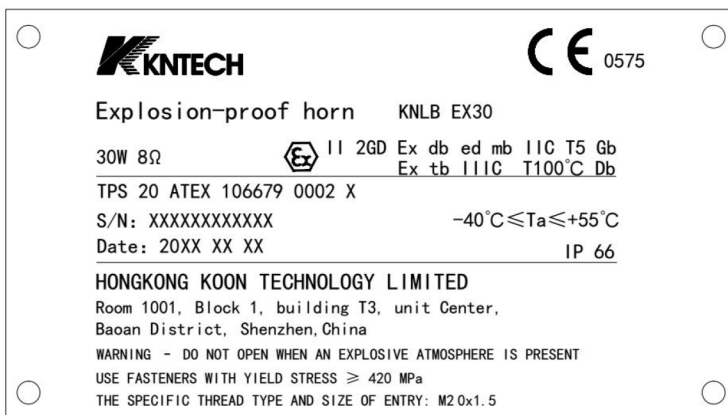 KNTECH
CE 0575
Explosion-proof horn KNLB EX30
30W 8Ω Ex II 2GD Ex db ed mb IIC T5 Gb
Ex tb IIIC T100℃ Db
TPS 20 ATEX 106679 0002 X
S/N: XXXXXXXXXXXX -40℃≤Ta≤+55℃
Date: 20XX XX XX IP 66
HONGKONG KOON TECHNOLOGY LIMITED
Room 1001, Block 1, building T3, unit Center,
Baoan District, Shenzhen,China
WARNING - DO NOT OPEN WHEN AN EXPLOSIVE ATMOSPHERE IS PRESENT
USE FASTENERS WITH YIELD STRESS ≥ 420 MPa
THE SPECIFIC THREAD TYPE AND SIZE OF ENTRY: M20x1.5